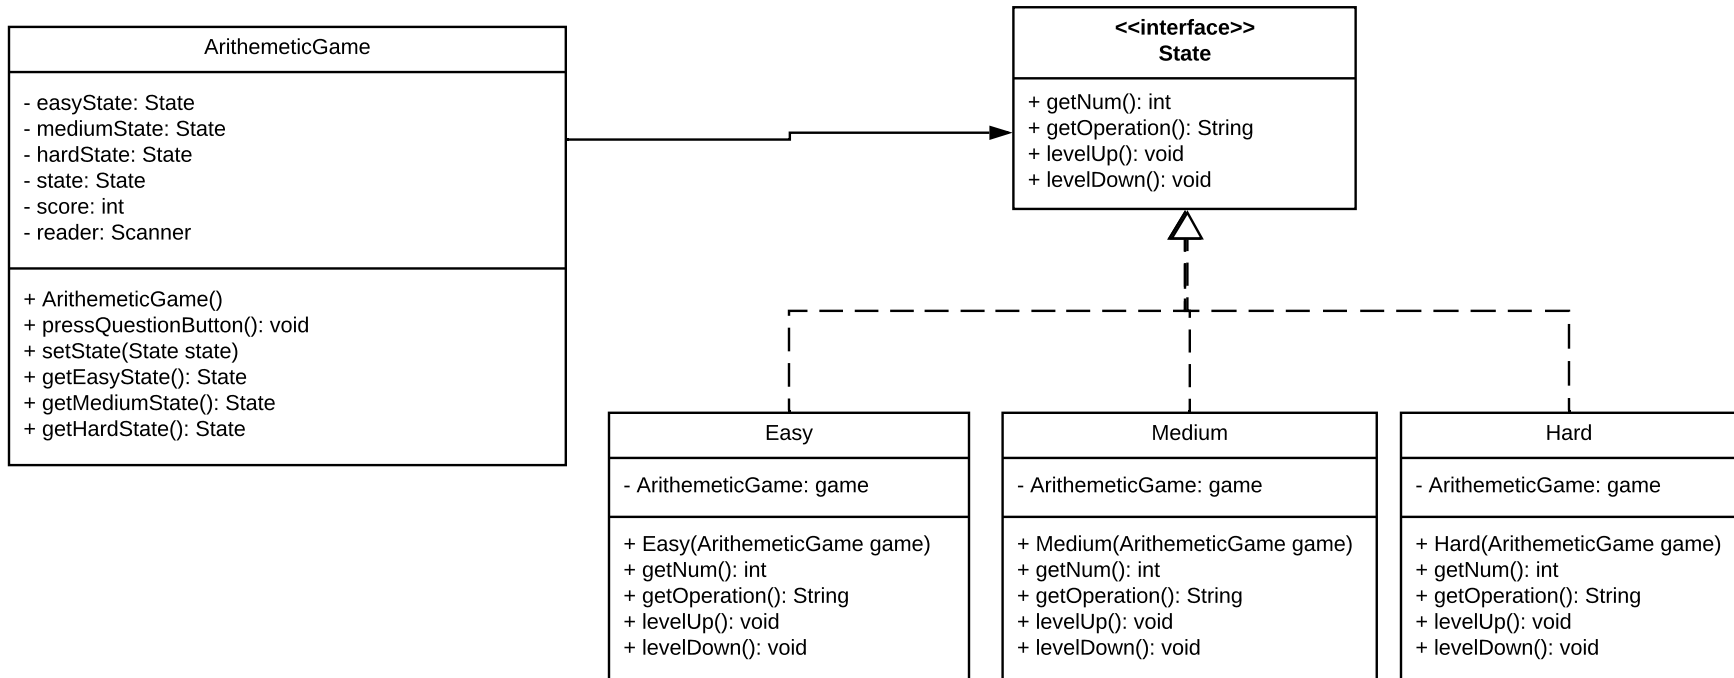 ArithemeticGame
- easyState: State
- mediumState: State
- hardState: State
- state: State
- score: int
- reader: Scanner
+ ArithemeticGame()
+ pressQuestionButton(): void
+ setState(State state)
+ getEasyState(): State
+ getMediumState(): State
+ getHardState(): State
<<interface>>
State
+ getNum(): int
+ getOperation(): String
+ levelUp(): void
+ levelDown(): void
Easy
- ArithemeticGame: game
+ Easy(ArithemeticGame game)
+ getNum(): int
+ getOperation(): String
+ levelUp(): void
+ levelDown(): void
Medium
- ArithemeticGame: game
+ Medium(ArithemeticGame game)
+ getNum(): int
+ getOperation(): String
+ levelUp(): void
+ levelDown(): void
Hard
- ArithemeticGame: game
+ Hard(ArithemeticGame game)
+ getNum(): int
+ getOperation(): String
+ levelUp(): void
+ levelDown(): void